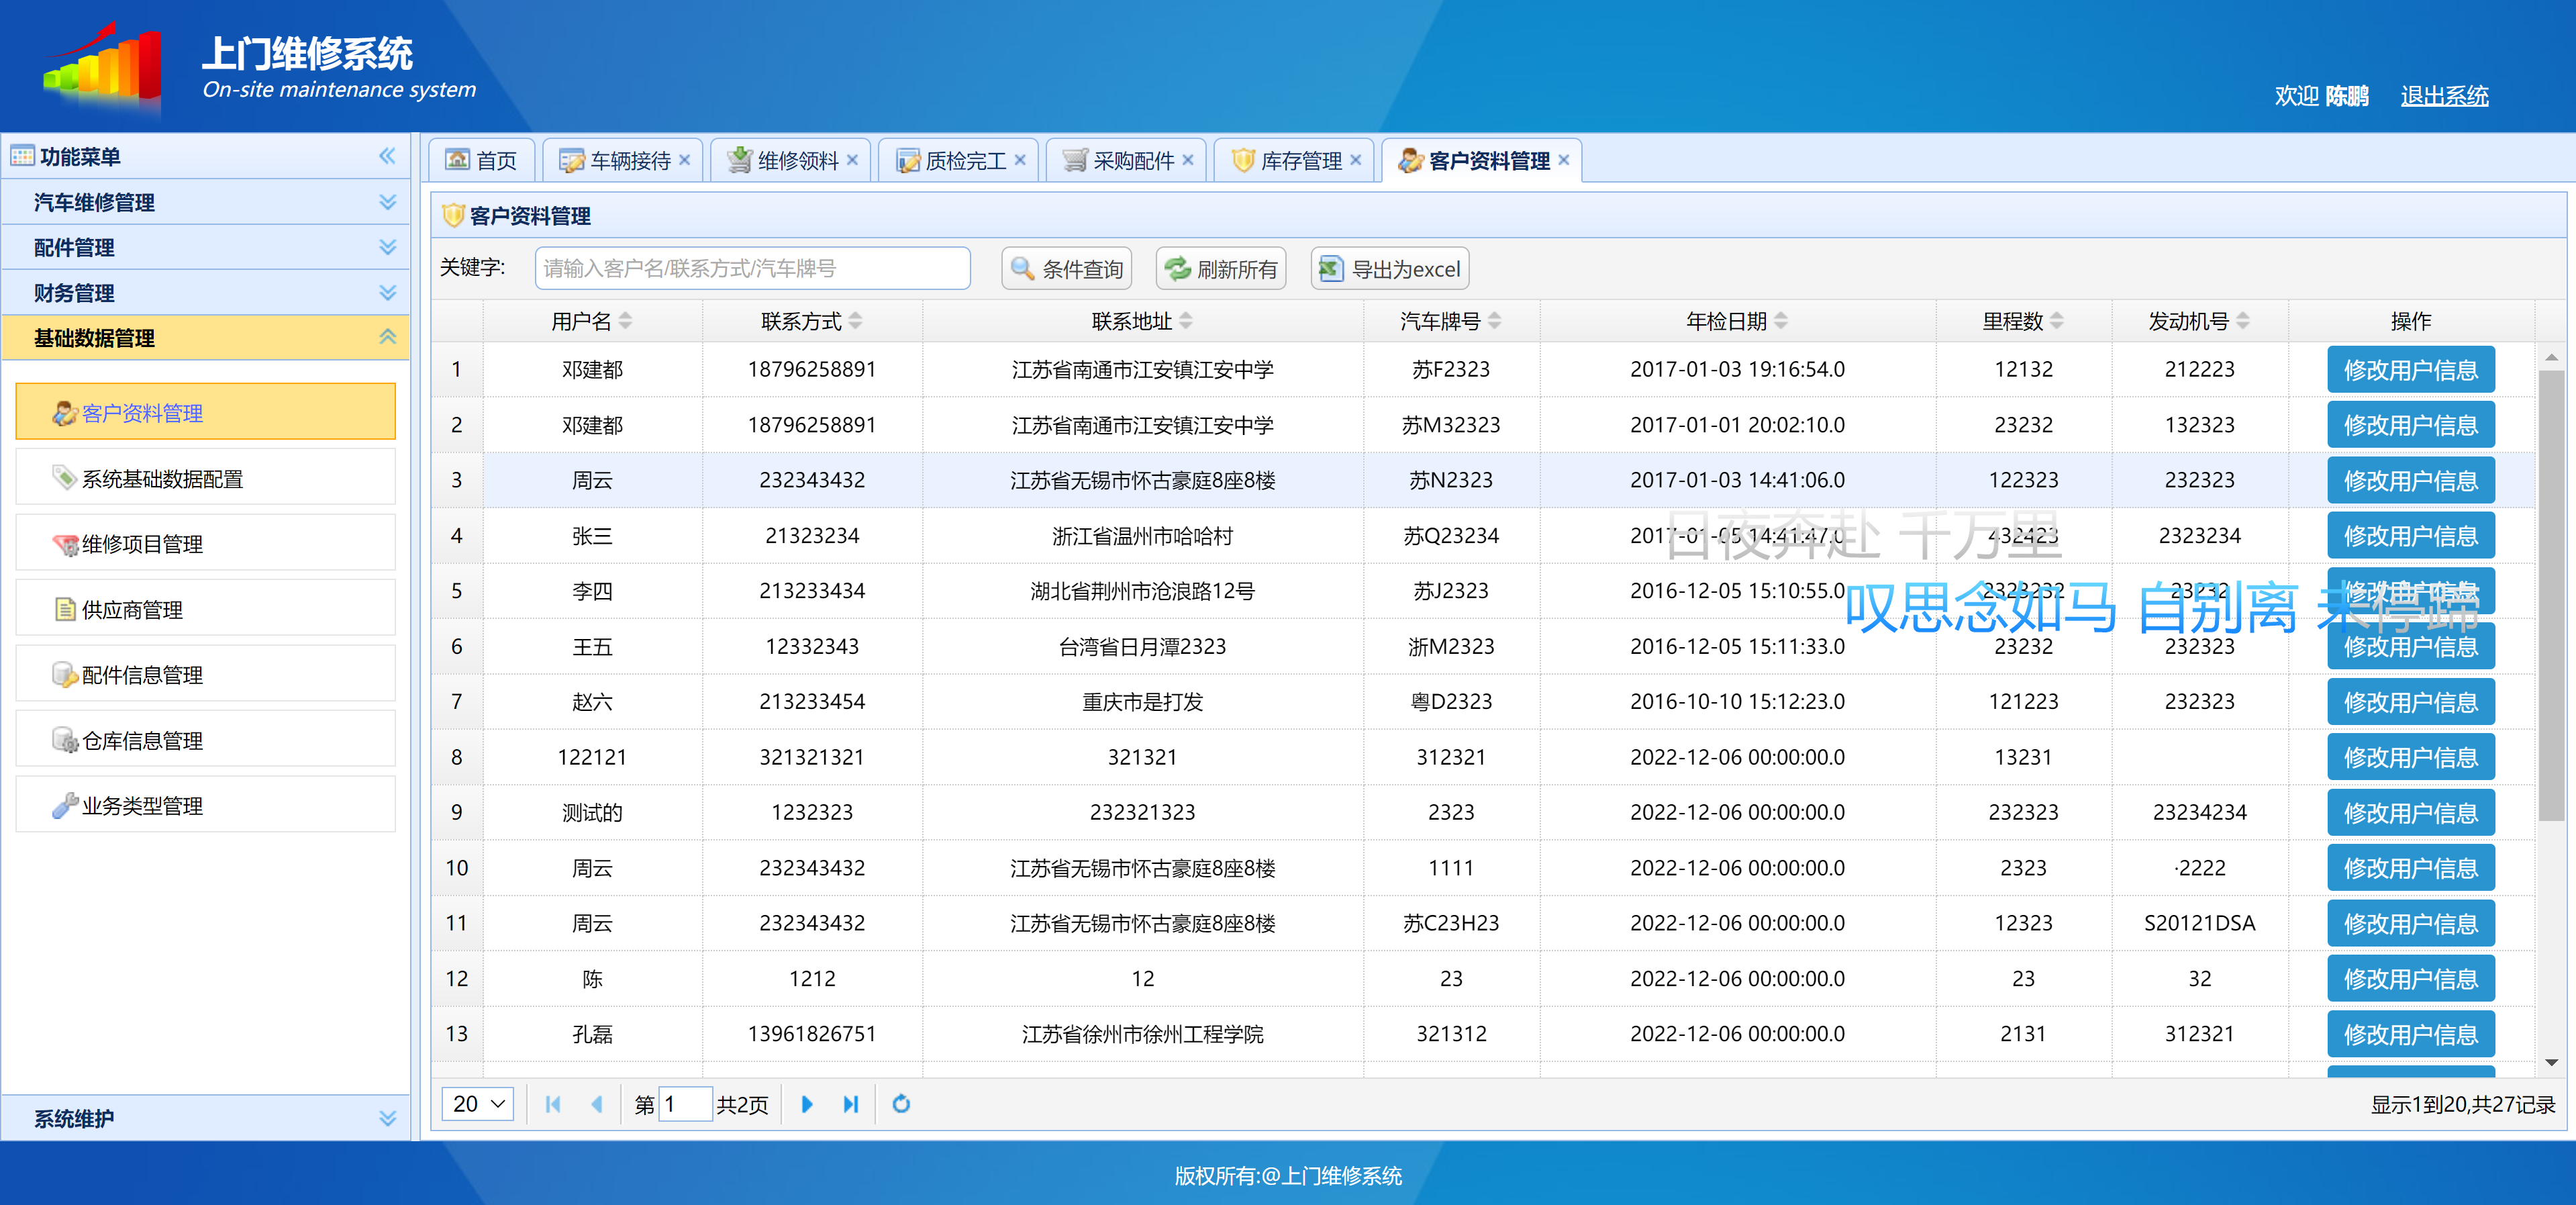 上门维修系统
On-site maintenance system
欢迎 陈鹏 退出系统
功能菜单
汽车维修管理
配件管理
财务管理
基础数据管理
客户资料管理
系统基础数据配置
维修项目管理
供应商管理
配件信息管理
仓库信息管理
业务类型管理
系统维护
首页 车辆接待 维修领料 质检完工 采购配件 库存管理 客户资料管理
客户资料管理
关键字: 请输入客户名/联系方式/汽车牌号 条件查询 刷新所有 导出为excel
用户名 联系方式 联系地址 汽车牌号 年检日期 里程数 发动机号 操作
1 邓建都 18796258891 江苏省南通市江安镇江安中学 苏F2323 2017-01-03 19:16:54.0 12132 212223 修改用户信息
2 邓建都 18796258891 江苏省南通市江安镇江安中学 苏M32323 2017-01-01 20:02:10.0 23232 132323 修改用户信息
3 周云 232343432 江苏省无锡市怀古豪庭8座8楼 苏N2323 2017-01-03 14:41:06.0 122323 232323 修改用户信息
4 张三 21323234 浙江省温州市哈哈村 苏Q23234 2017-01-05 14:41:47.0 432423 2323234 修改用户信息
日夜奔赴 千万里
5 李四 213233434 湖北省荆州市沧浪路12号 苏J2323 2016-12-05 15:10:55.0 2323232 23232 修改用户信息
叹思念如马 自别离 未停蹄
6 王五 12332343 台湾省日月潭2323 浙M2323 2016-12-05 15:11:33.0 23232 232323 修改用户信息
7 赵六 213233454 重庆市是打发 粤D2323 2016-10-10 15:12:23.0 121223 232323 修改用户信息
8 122121 321321321 321321 312321 2022-12-06 00:00:00.0 13231 修改用户信息
9 测试的 1232323 232321323 2323 2022-12-06 00:00:00.0 232323 23234234 修改用户信息
10 周云 232343432 江苏省无锡市怀古豪庭8座8楼 1111 2022-12-06 00:00:00.0 2323 ·2222 修改用户信息
11 周云 232343432 江苏省无锡市怀古豪庭8座8楼 苏C23H23 2022-12-06 00:00:00.0 12323 S20121DSA 修改用户信息
12 陈 1212 12 23 2022-12-06 00:00:00.0 23 32 修改用户信息
13 孔磊 13961826751 江苏省徐州市徐州工程学院 321312 2022-12-06 00:00:00.0 2131 312321 修改用户信息
20 第 1 共2页 显示1到20,共27记录
版权所有:@上门维修系统